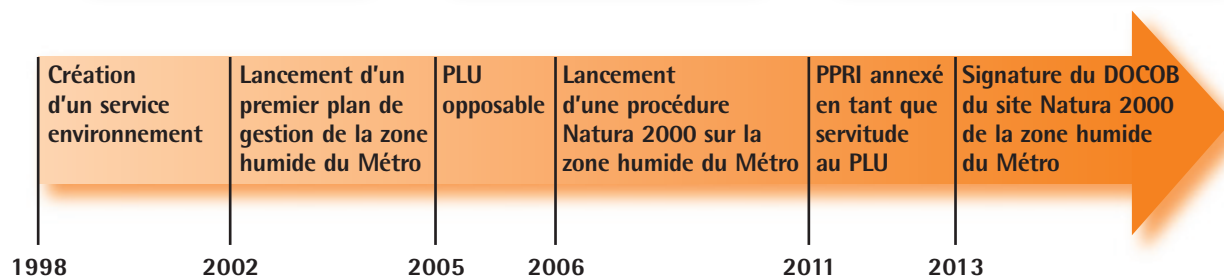 Création
d'un service
environnement
Lancement d'un
premier plan de
gestion de la zone
humide du Métro
PLU
opposable
Lancement
d'une procédure
Natura 2000 sur la
zone humide du Métro
PPRI annexé
en tant que
servitude
au PLU
Signature du DOCOB
du site Natura 2000
de la zone humide
du Métro
1998
2002
2005
2006
2011
2013